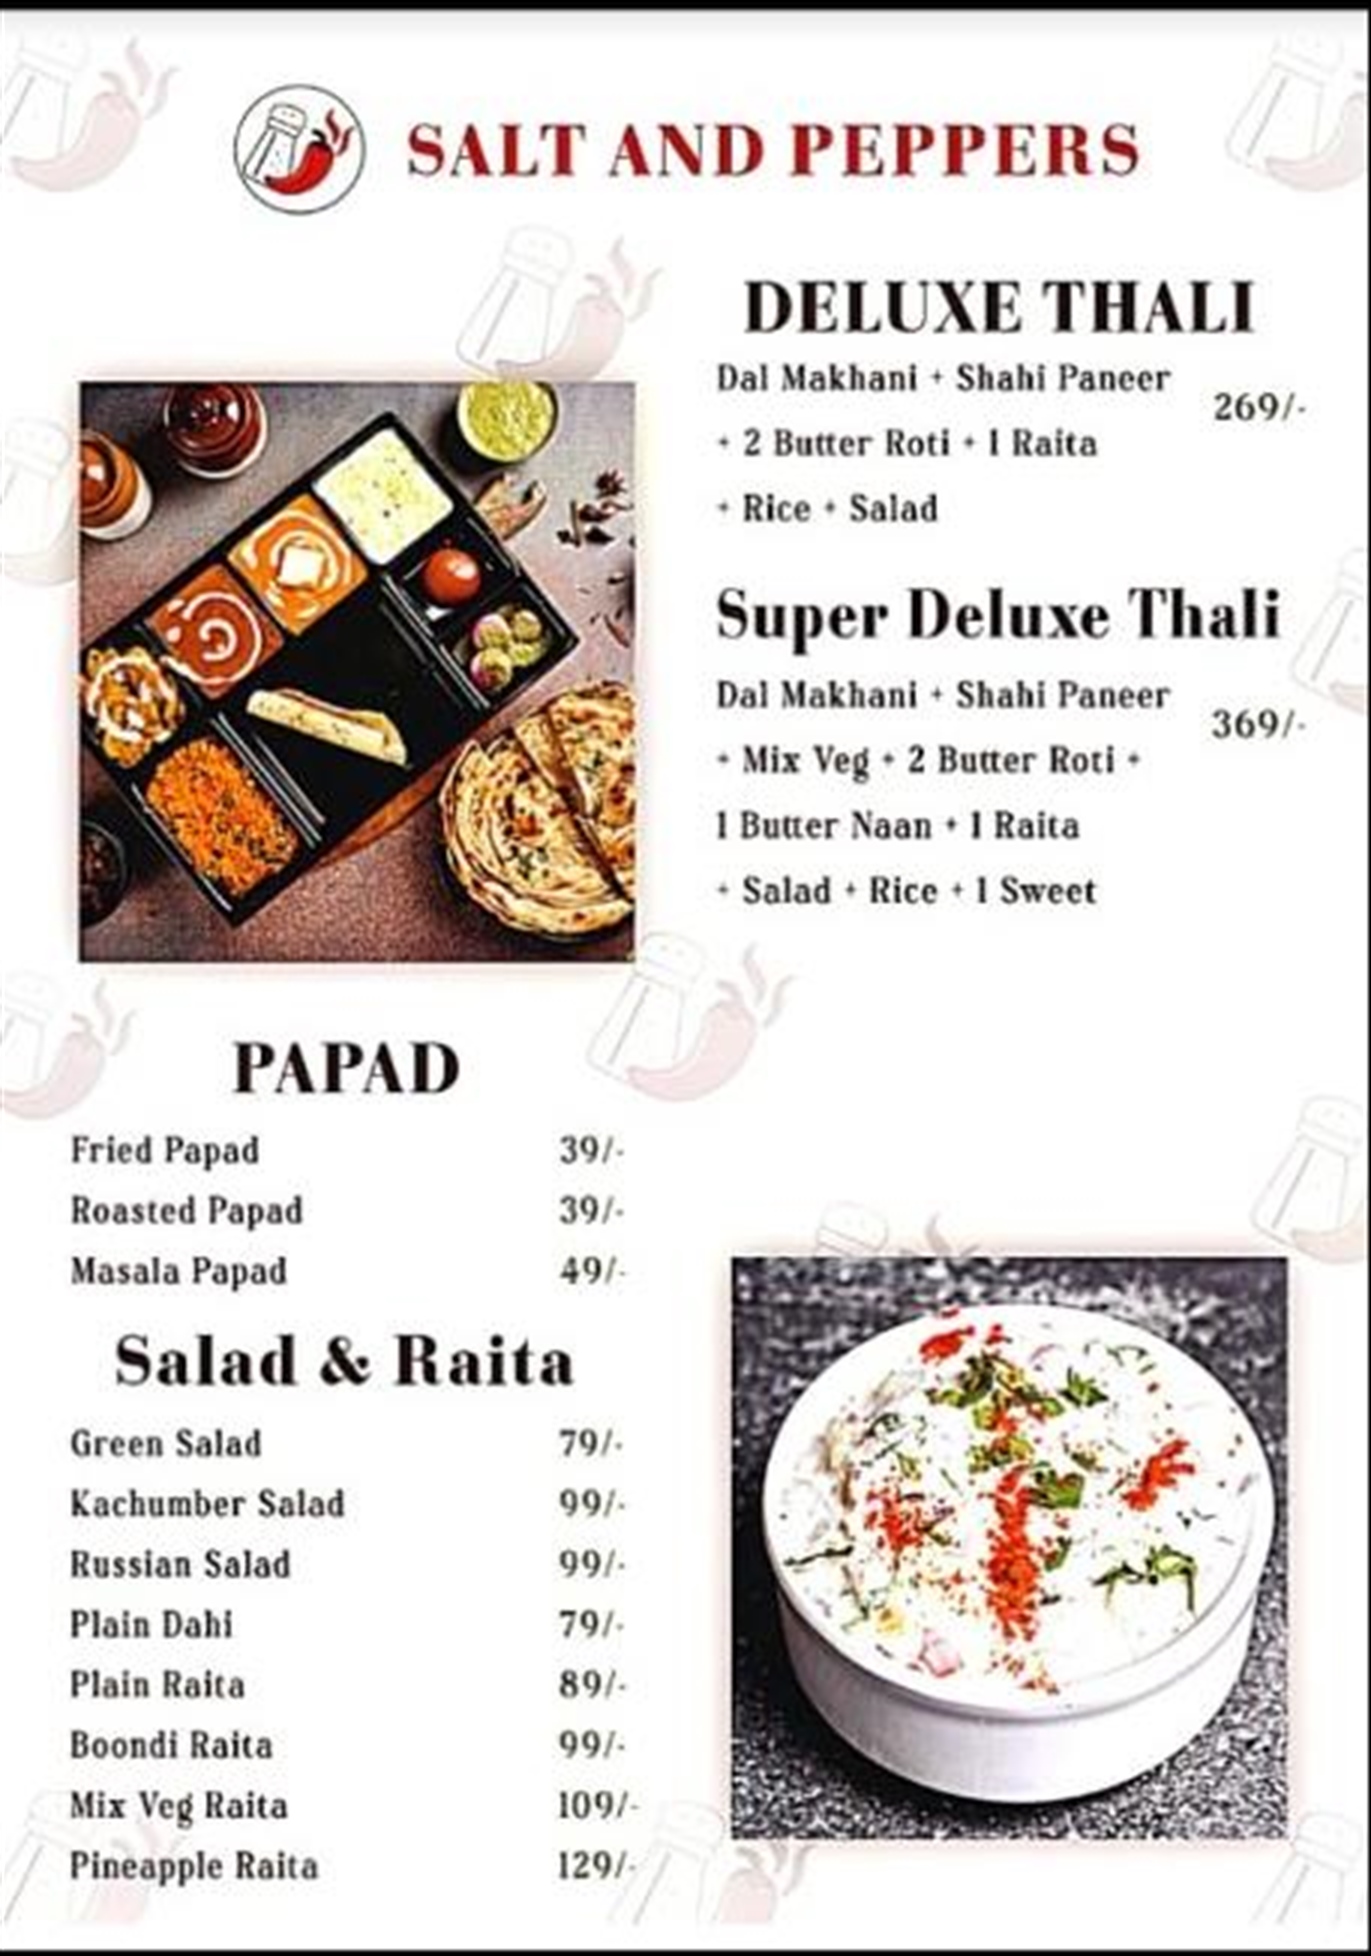 SALT AND PEPPERS
DELUXE THALI
Dal Makhani + Shahi Paneer
269/-
+ 2 Butter Roti + 1 Raita
+ Rice + Salad
Super Deluxe Thali
Dal Makhani + Shahi Paneer
369/-
+ Mix Veg + 2 Butter Roti +
1 Butter Naan + 1 Raita
+ Salad + Rice + 1 Sweet
PAPAD
Fried Papad 39/-
Roasted Papad 39/-
Masala Papad 49/-
Salad & Raita
Green Salad 79/-
Kachumber Salad 99/-
Russian Salad 99/-
Plain Dahi 79/-
Plain Raita 89/-
Boondi Raita 99/-
Mix Veg Raita 109/-
Pineapple Raita 129/-